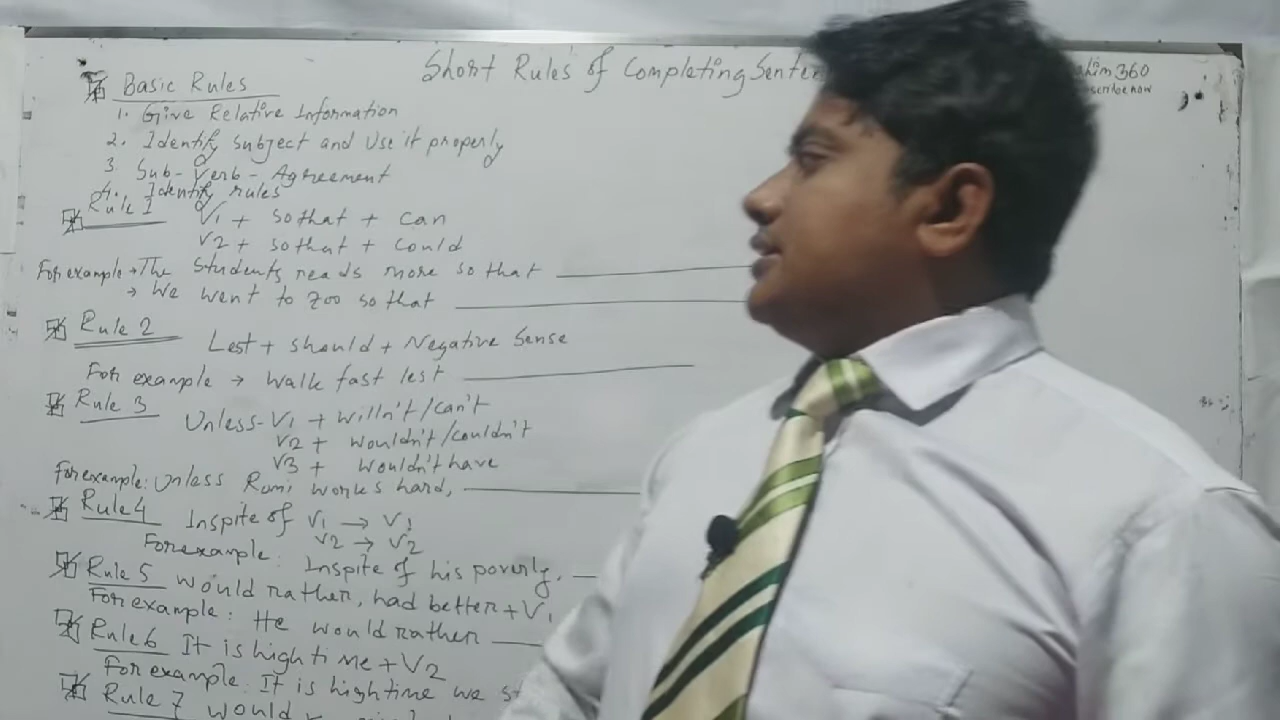 Short Rules of Completing Senten
ahim360
scribe now
Basic Rules
1. Give Relative Information
2. Identify Subject and Use it properly
3. Sub-Verb-Agreement
4. Identify rules
Rule 1 V1 + so that + can
V2 + so that + could
For example → The Students reads more so that
→ We went to zoo so that
Rule 2 Lest + should + Negative Sense
For example → Walk fast lest
Rule 3 Unless - V1 + willn't/can't
V2 + wouldn't/couldn't
V3 + wouldn't have
For example: Unless Rumi works hard,
Rule 4 Inspite of V1 → V1
V2 → V2
For example: Inspite of his poverly,
Rule 5 would rather, had better + V1
For example: He would rather
Rule 6 It is high time + V2
For example: It is high time we s
Rule 7 would